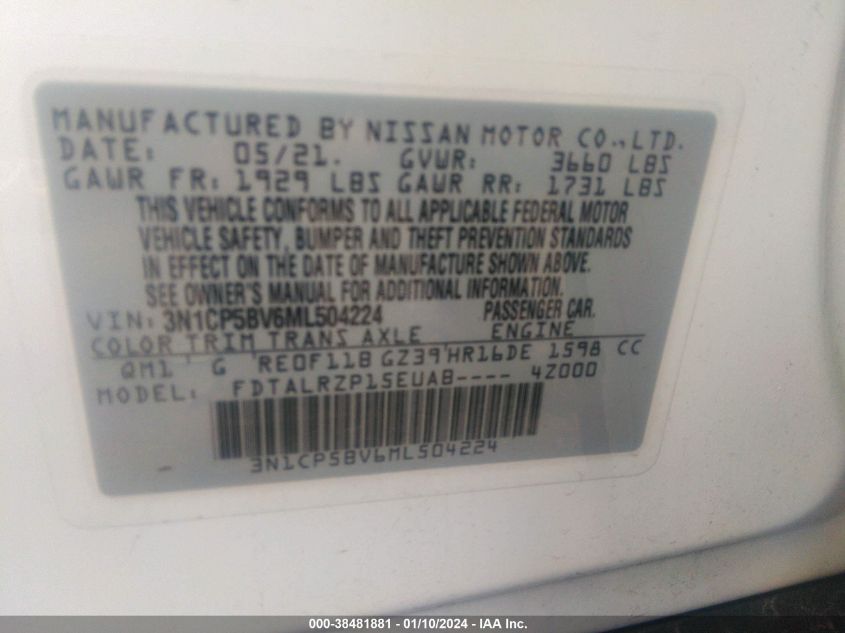 MANUFACTURED BY NISSAN MOTOR CO., LTD.
DATE: 05/21. GVWR: 3660 LBS
GAWR FR: 1929 LBS GAWR RR: 1731 LBS
THIS VEHICLE CONFORMS TO ALL APPLICABLE FEDERAL MOTOR
VEHICLE SAFETY, BUMPER AND THEFT PREVENTION STANDARDS
IN EFFECT ON THE DATE OF MANUFACTURE SHOWN ABOVE.
SEE OWNER'S MANUAL FOR ADDITIONAL INFORMATION.
VIN: 3N1CP5BV6ML504224 PASSENGER CAR.
COLOR TRIM TRANS AXLE ENGINE
QM1 G RE0F11B GZ39 HR16DE 1598 CC
MODEL: FDTALRZP15EUAB---- 4Z000
3N1CP5BV6ML504224
000-38481881 - 01/10/2024 - IAA Inc.